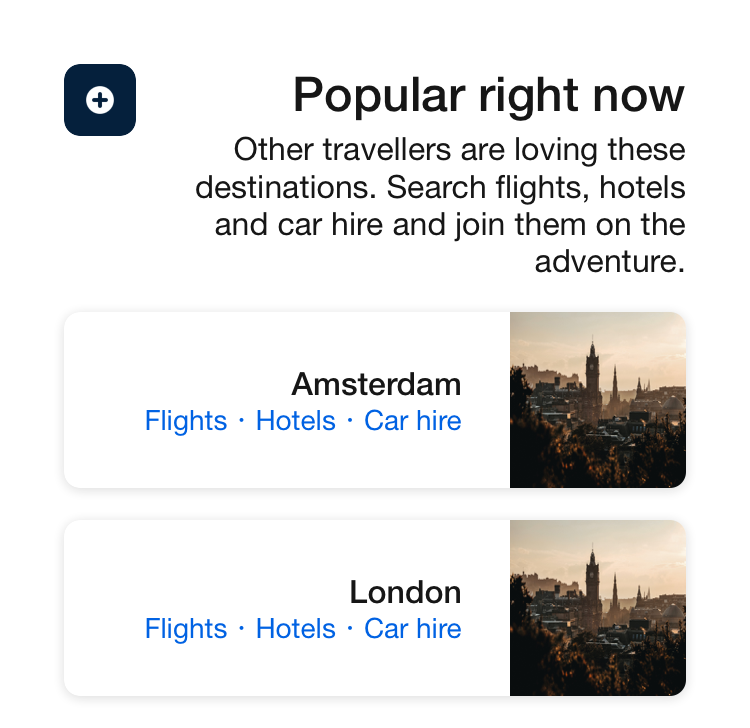 Popular right now
Other travellers are loving these
destinations. Search flights, hotels
and car hire and join them on the
adventure.
Amsterdam
Flights · Hotels · Car hire
London
Flights · Hotels · Car hire